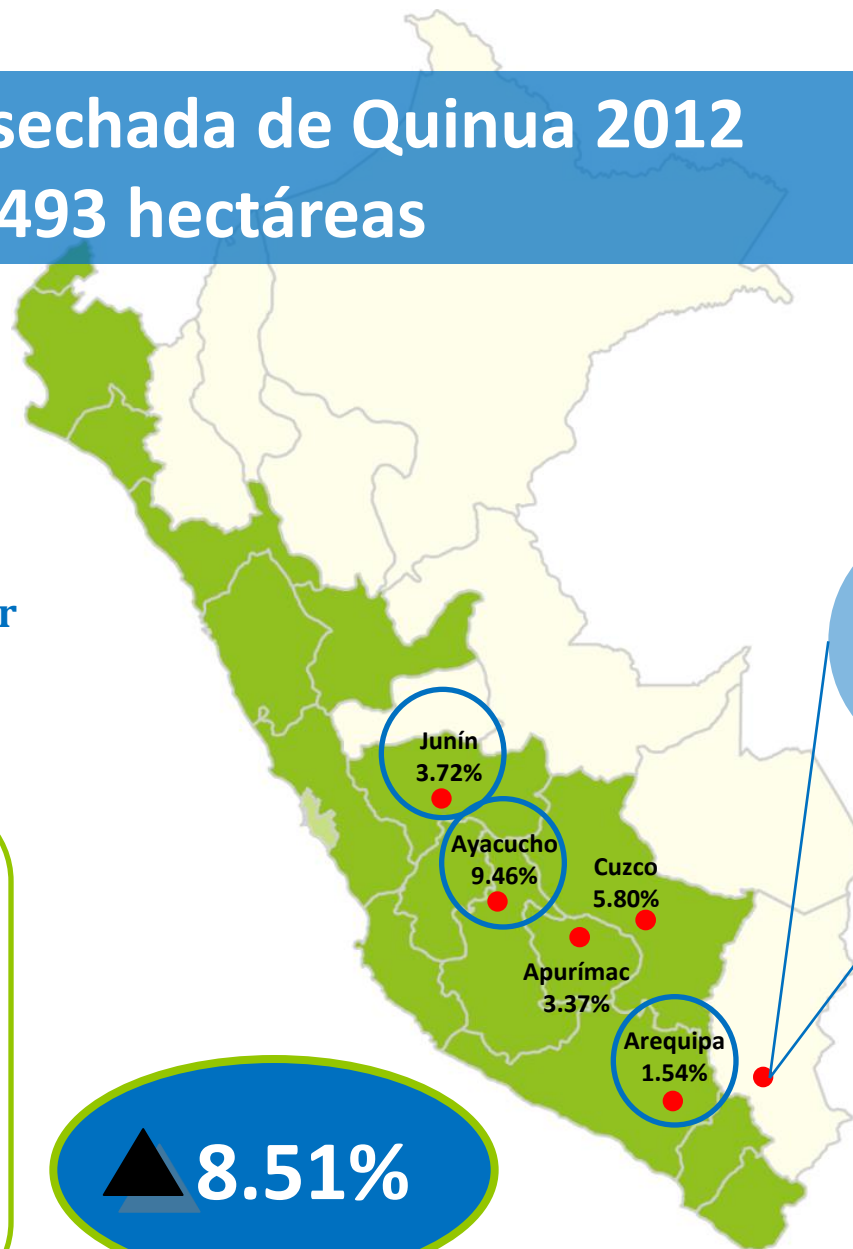 sechada de Quinua 2012
493 hectáreas
r
Junín
3.72%
Ayacucho
9.46%
Cuzco
5.80%
Apurímac
3.37%
Arequipa
1.54%
8.51%